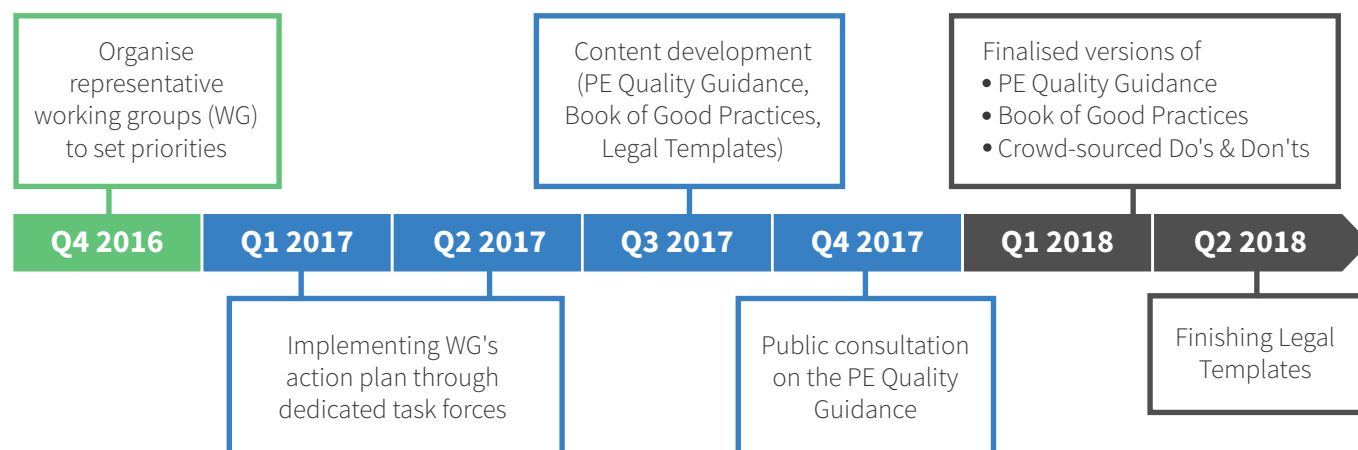 Organise
representative
working groups (WG)
to set priorities
Content development
(PE Quality Guidance,
Book of Good Practices,
Legal Templates)
Finalised versions of
• PE Quality Guidance
• Book of Good Practices
• Crowd-sourced Do's & Don'ts
Q4 2016
Q1 2017
Q2 2017
Q3 2017
Q4 2017
Q1 2018
Q2 2018
Implementing WG's
action plan through
dedicated task forces
Public consultation
on the PE Quality
Guidance
Finishing Legal
Templates